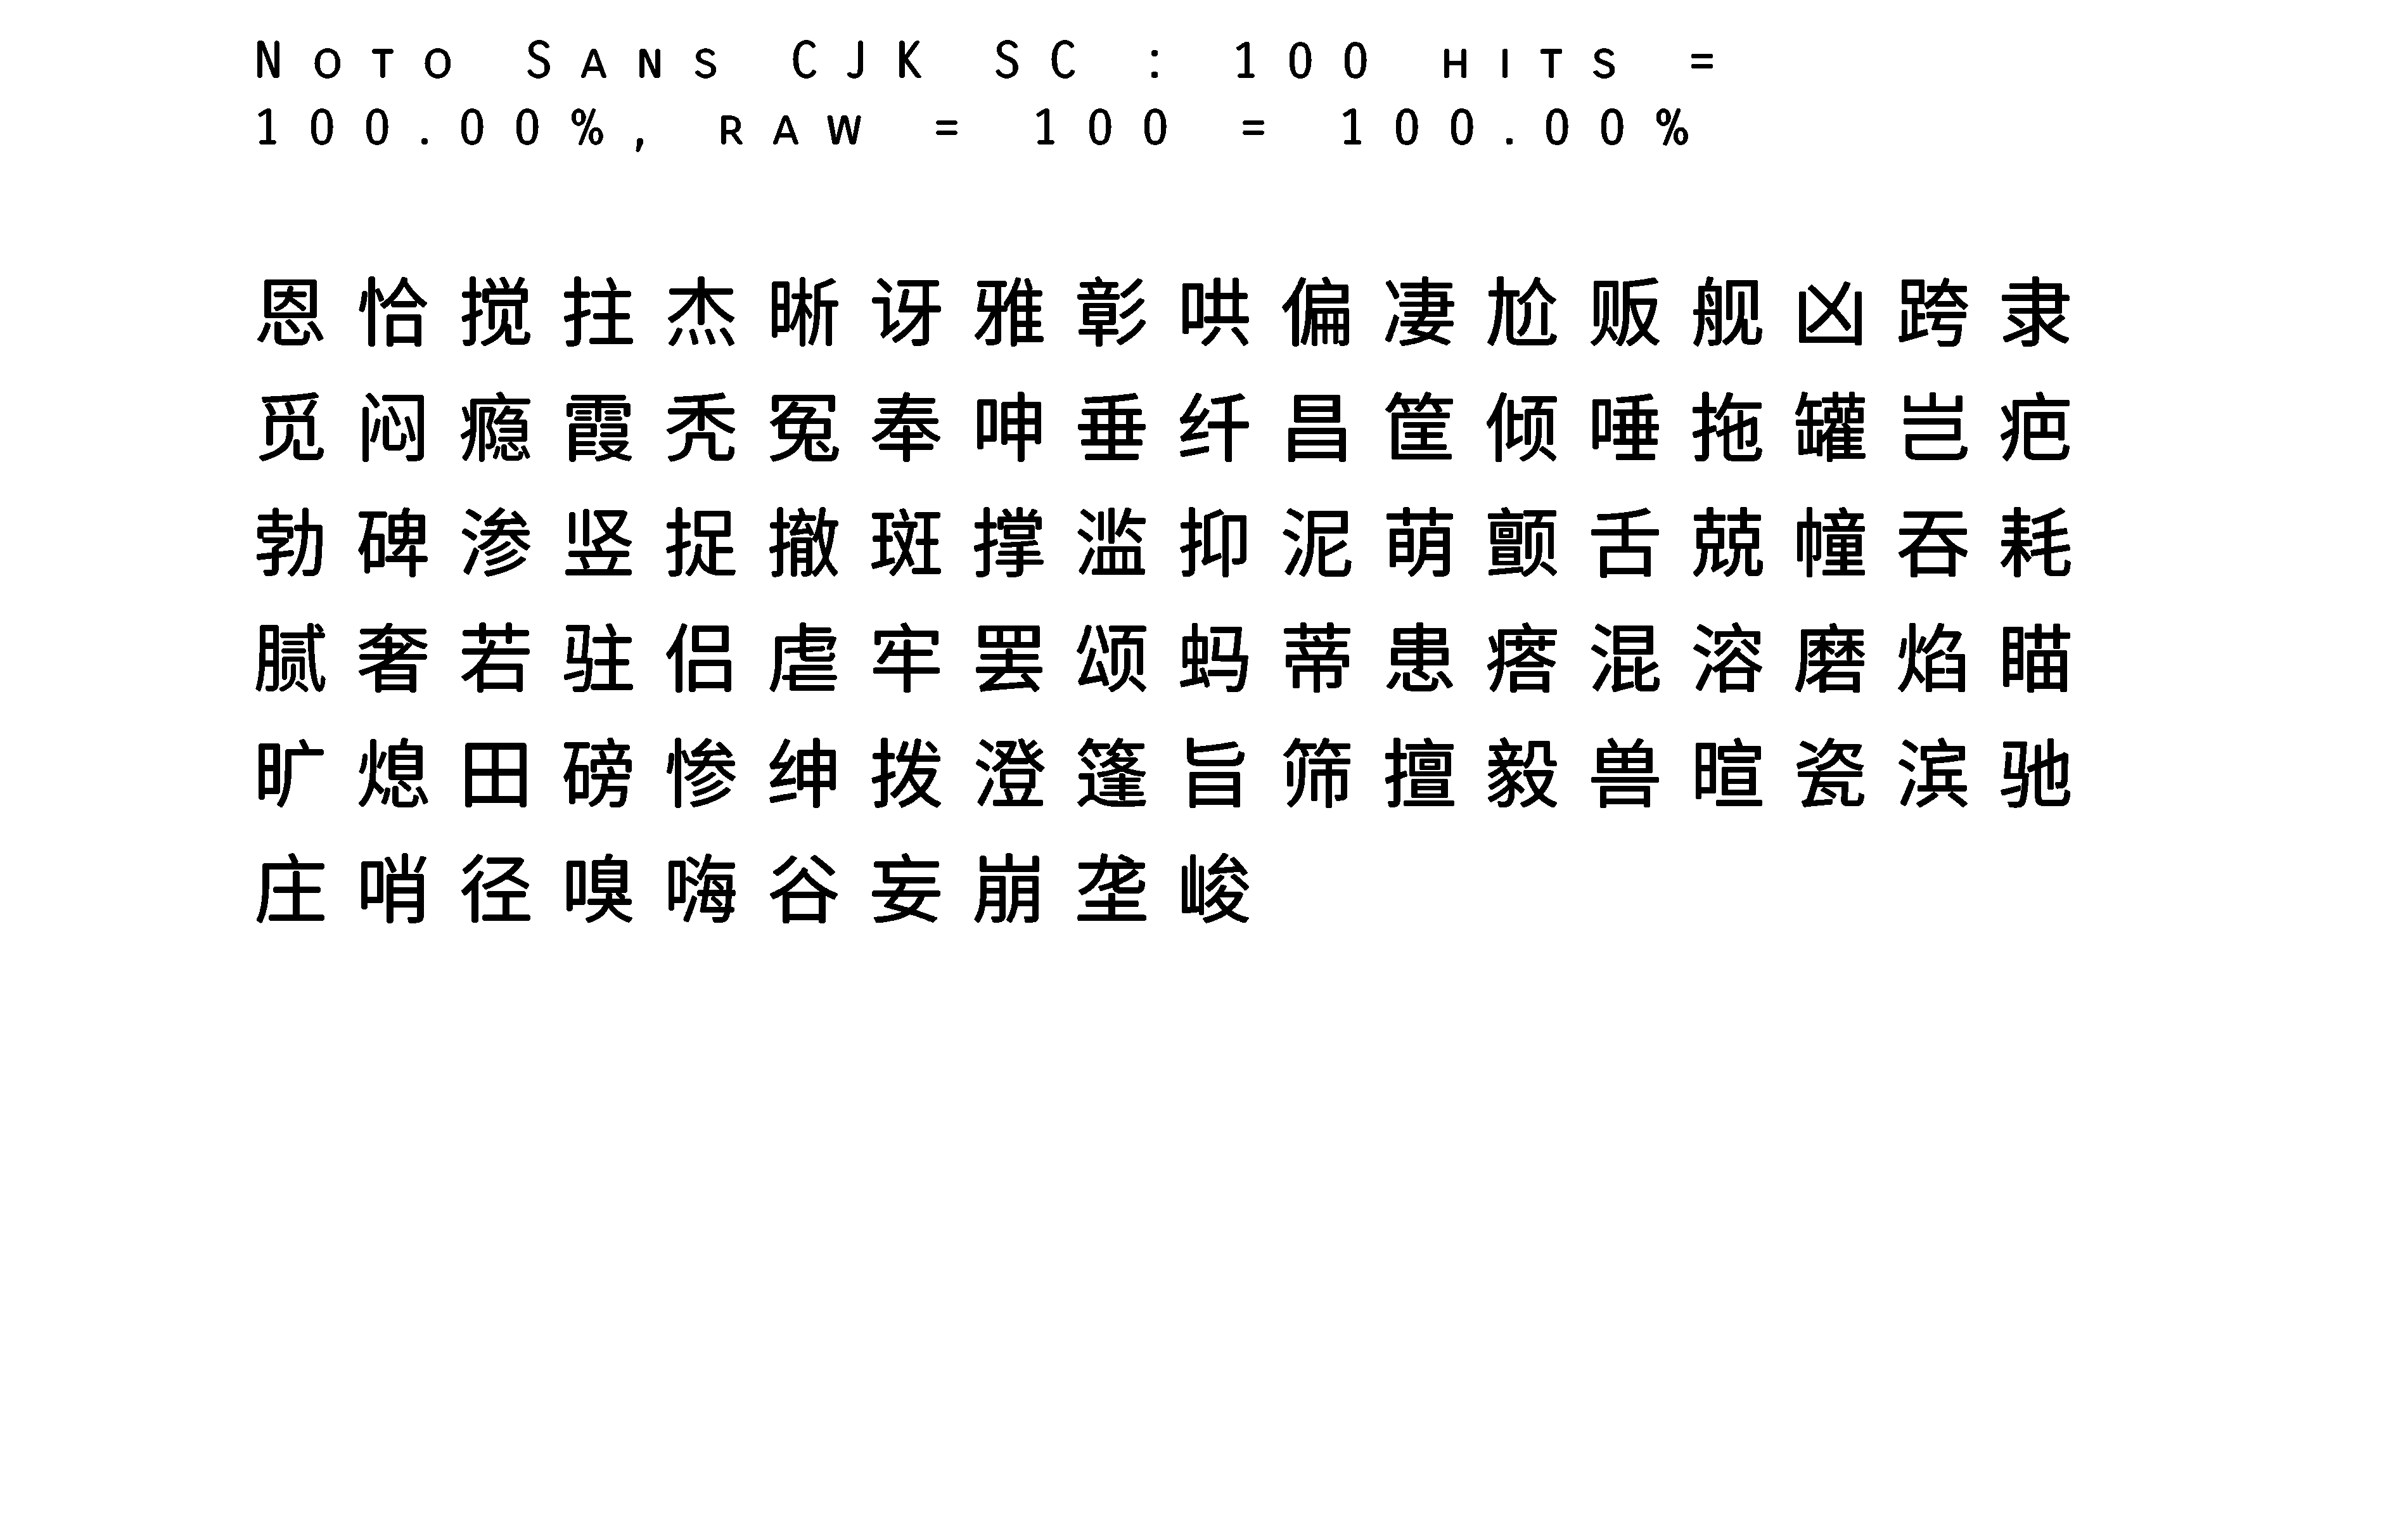 Noto Sans CJK SC : 100 hits =
100.00%, raw = 100 = 100.00%
恩恰搅拄杰晰讶雅彰哄偏凄尬贩舰凶跨隶
觅闷瘾霞秃冤奉呻垂纤昌筐倾唾拖罐岂疤
勃碑渗竖捉撤斑撑滥抑泥萌颤舌兢幢吞耗
腻奢若驻侣虐牢罢颂蚂蒂患瘩混溶磨焰瞄
旷熄田磅惨绅拨澄篷旨筛擅毅兽暄瓷滨驰
庄哨径嗅嗨谷妄崩垄峻